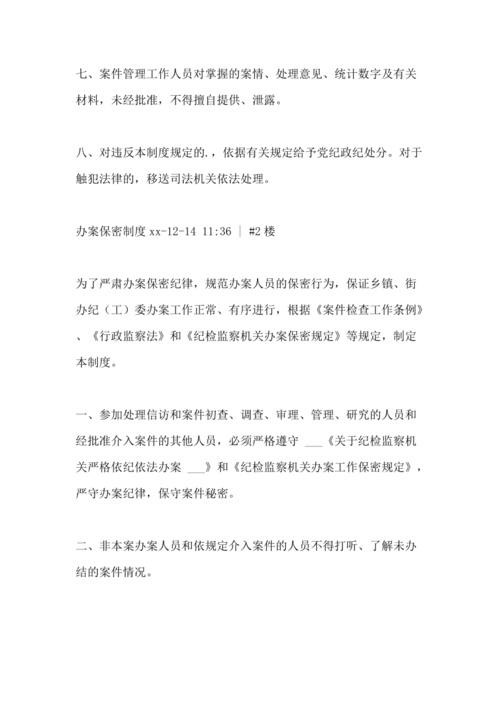 七、案件管理工作人员对掌握的案情、处理意见、统计数字及有关
材料，未经批准，不得擅自提供、泄露。
八、对违反本制度规定的.，依据有关规定给予党纪政纪处分。对于
触犯法律的，移送司法机关依法处理。
办案保密制度 xx-12-14 11:36 | #2 楼
为了严肃办案保密纪律，规范办案人员的保密行为，保证乡镇、街
办纪（工）委办案工作正常、有序进行，根据《案件检查工作条例》
、《行政监察法》和《纪检监察机关办案保密规定》等规定，制定
本制度。
一、参加处理信访和案件初查、调查、审理、管理、研究的人员和
经批准介入案件的其他人员，必须严格遵守 ___《关于纪检监察机
关严格依纪依法办案 ___》和《纪检监察机关办案工作保密规定》，
严守办案纪律，保守案件秘密。
二、非本案办案人员和依规定介入案件的人员不得打听、了解未办
结的案件情况。